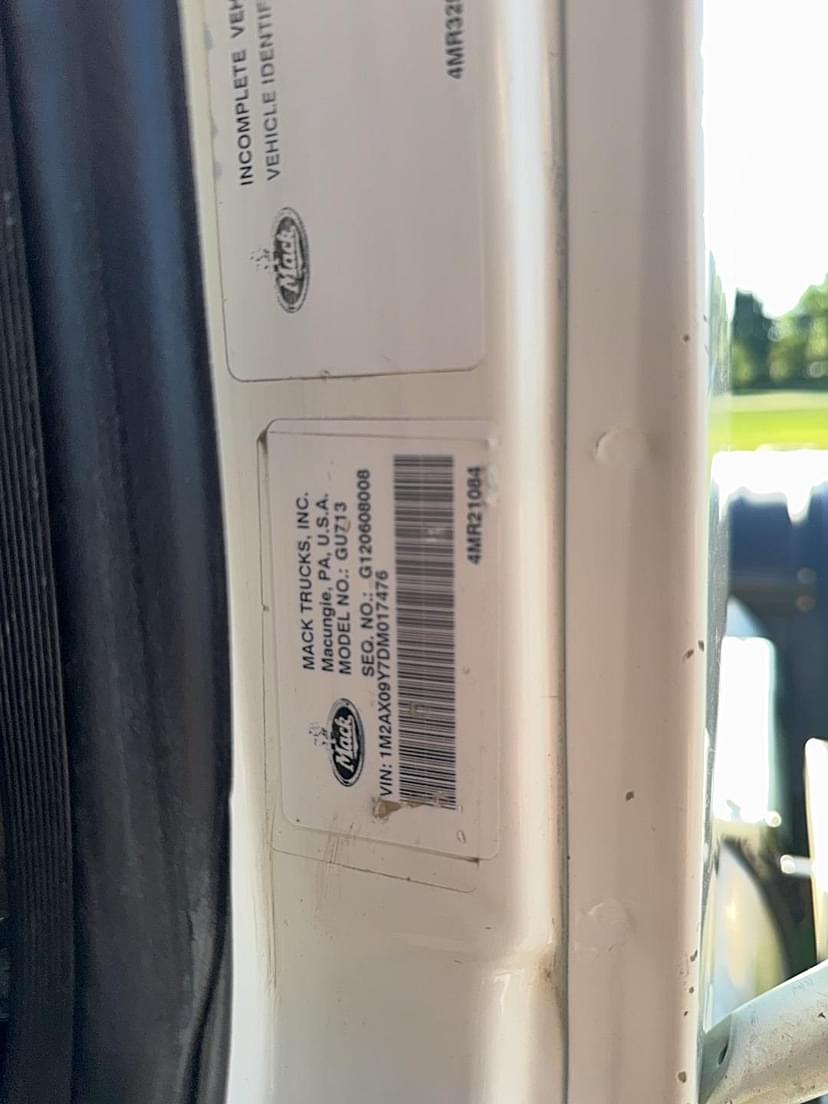 INCOMPLETE VEH
VEHICLE IDENTIF
Mack
4MR32
MACK TRUCKS, INC.
Macungie, PA, U.S.A.
MODEL NO.: GU713
SEQ. NO.: G120608008
Mack
VIN: 1M2AX09Y7DM017476
4MR21084